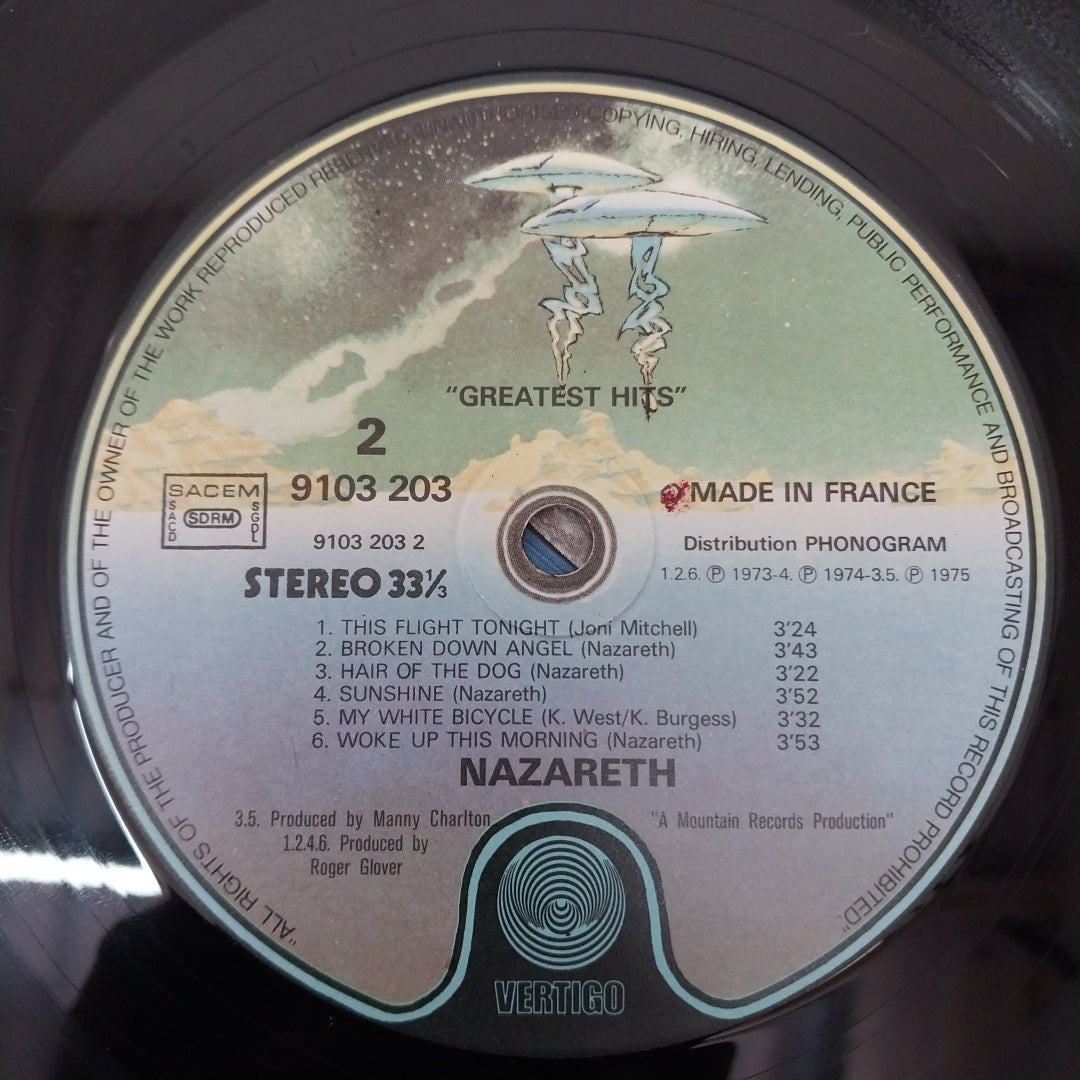 "ALL RIGHTS OF THE PRODUCER AND OF THE OWNER OF THE WORK REPRODUCED RESERVED. UNAUTHORISED COPYING, HIRING, LENDING, PUBLIC PERFORMANCE AND BROADCASTING OF THIS RECORD PROHIBITED."
"GREATEST HITS"
2
SACEM
SACD
SDRM
SGDL
9103 203
MADE IN FRANCE
9103 203 2
Distribution PHONOGRAM
STEREO 33⅓
1.2.6. ℗ 1973-4. ℗ 1974-3.5. ℗ 1975
1. THIS FLIGHT TONIGHT (Joni Mitchell) 3'24
2. BROKEN DOWN ANGEL (Nazareth) 3'43
3. HAIR OF THE DOG (Nazareth) 3'22
4. SUNSHINE (Nazareth) 3'52
5. MY WHITE BICYCLE (K. West/K. Burgess) 3'32
6. WOKE UP THIS MORNING (Nazareth) 3'53
NAZARETH
3.5. Produced by Manny Charlton
"A Mountain Records Production"
1.2.4.6. Produced by
Roger Glover
VERTIGO